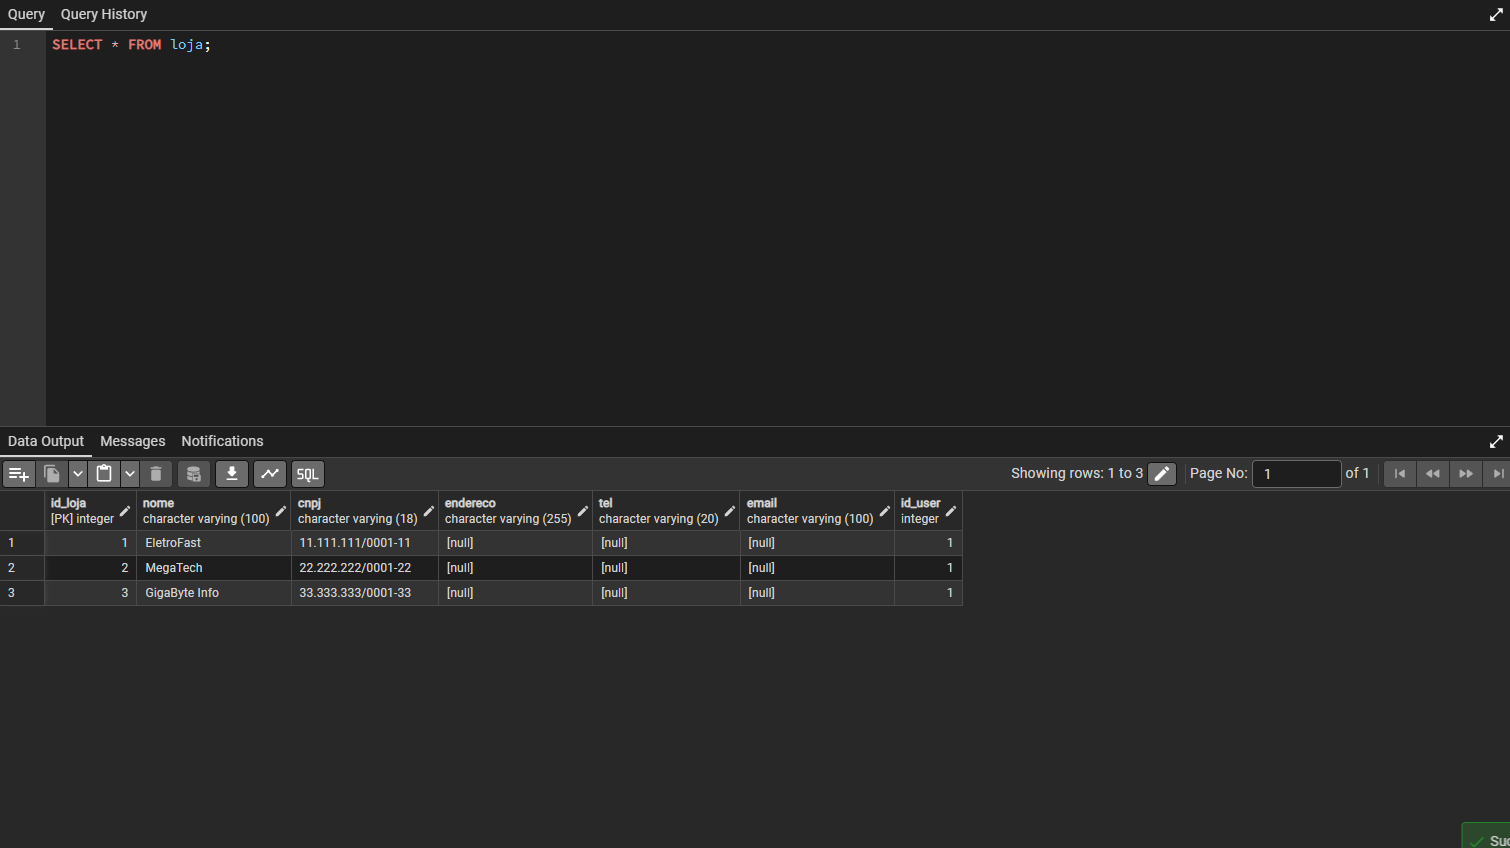 Query Query History
1 SELECT * FROM loja;
Data Output Messages Notifications
SQL Showing rows: 1 to 3 Page No: 1 of 1
id_loja nome cnpj endereco tel email id_user
[PK] integer character varying (100) character varying (18) character varying (255) character varying (20) character varying (100) integer
1 1 EletroFast 11.111.111/0001-11 [null] [null] [null] 1
2 2 MegaTech 22.222.222/0001-22 [null] [null] [null] 1
3 3 GigaByte Info 33.333.333/0001-33 [null] [null] [null] 1